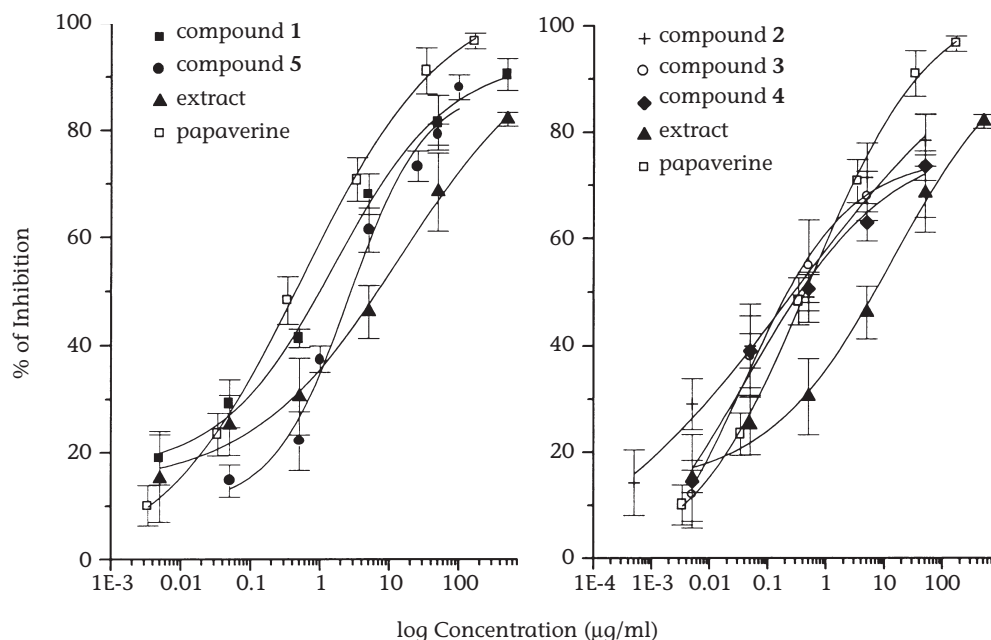 100
80
60
40
20
0
% of Inhibition
compound 1
compound 5
extract
papaverine
1E-3 0.01 0.1 1 10 100
100
80
60
40
20
0
compound 2
compound 3
compound 4
extract
papaverine
1E-4 1E-3 0.01 0.1 1 10 100
log Concentration (µg/ml)